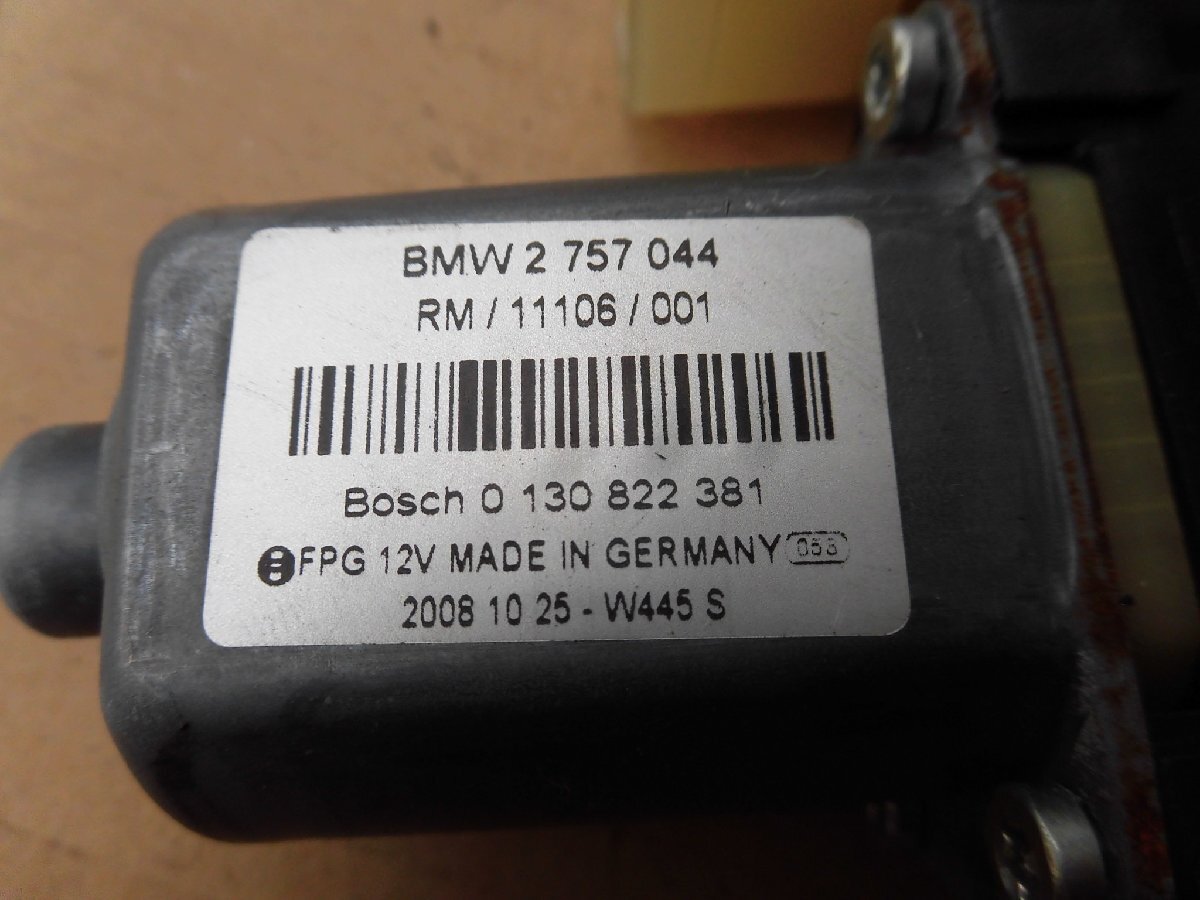 BMW 2 757 044
RM / 11106 / 001
Bosch 0 130 822 381
FPG 12V MADE IN GERMANY 053
2008 10 25 - W445 S